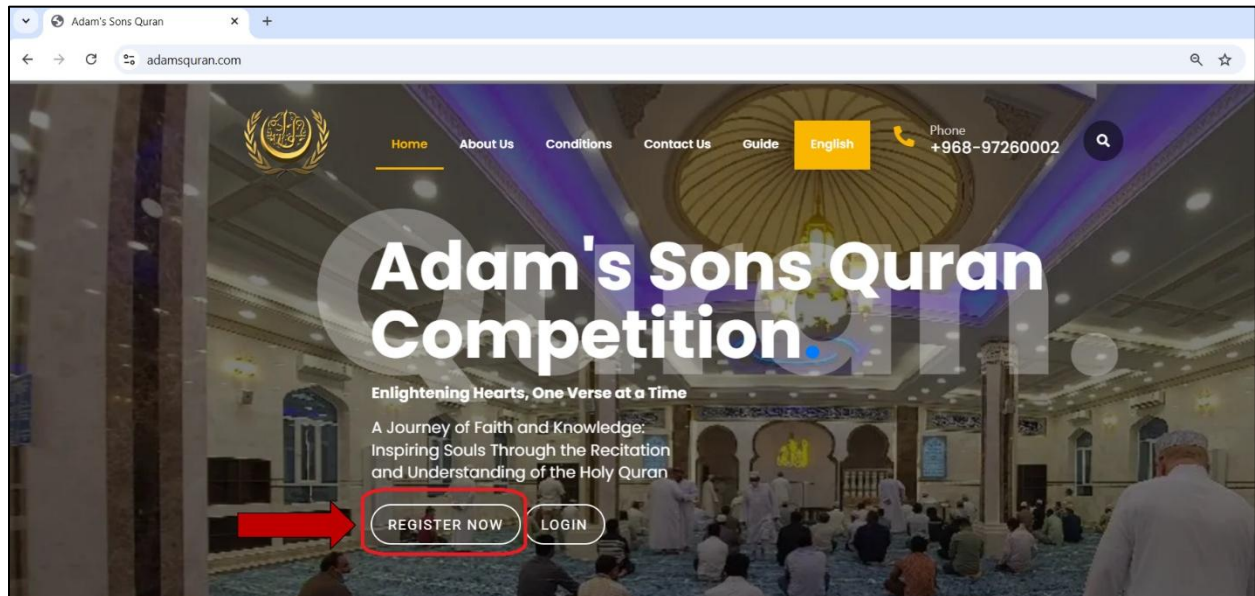 Adam's Sons Quran
adamsquran.com
Home About Us Conditions Contact Us Guide English
Phone
+968-97260002
Quran.
Adam's Sons Quran
Competition.
Enlightening Hearts, One Verse at a Time
A Journey of Faith and Knowledge:
Inspiring Souls Through the Recitation
and Understanding of the Holy Quran
REGISTER NOW LOGIN